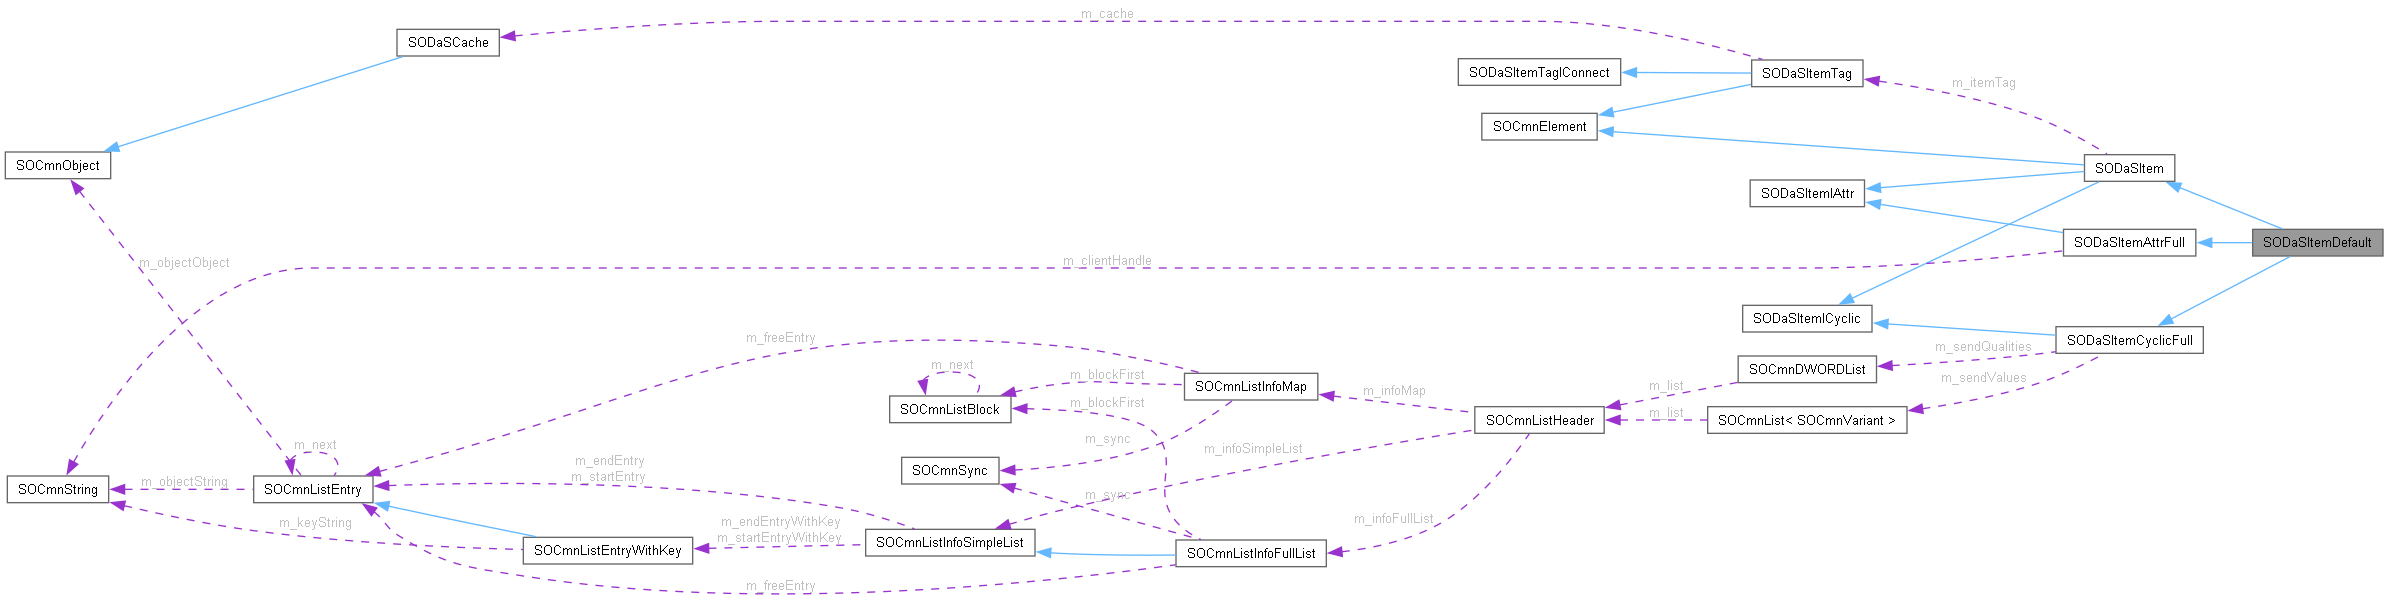 m_cache
SODaSCache
SODaSItemTagIConnect
SODaSItemTag
m_itemTag
SOCmnElement
SOCmnObject
SODaSItem
SODaSItemIAttr
SODaSItemAttrFull
SODaSItemDefault
m_objectObject
m_clientHandle
SODaSItemICyclic
m_freeEntry
SODaSItemCyclicFull
m_sendQualities
m_next
m_blockFirst
SOCmnListInfoMap
m_infoMap
m_list
SOCmnDWORDList
m_sendValues
SOCmnListBlock
m_blockFirst
SOCmnListHeader
m_list
SOCmnList< SOCmnVariant >
m_next
m_sync
m_infoSimpleList
m_endEntry
m_startEntry
SOCmnSync
SOCmnString
m_objectString
SOCmnListEntry
m_sync
m_keyString
m_endEntryWithKey
m_startEntryWithKey
m_infoFullList
SOCmnListEntryWithKey
SOCmnListInfoSimpleList
SOCmnListInfoFullList
m_freeEntry